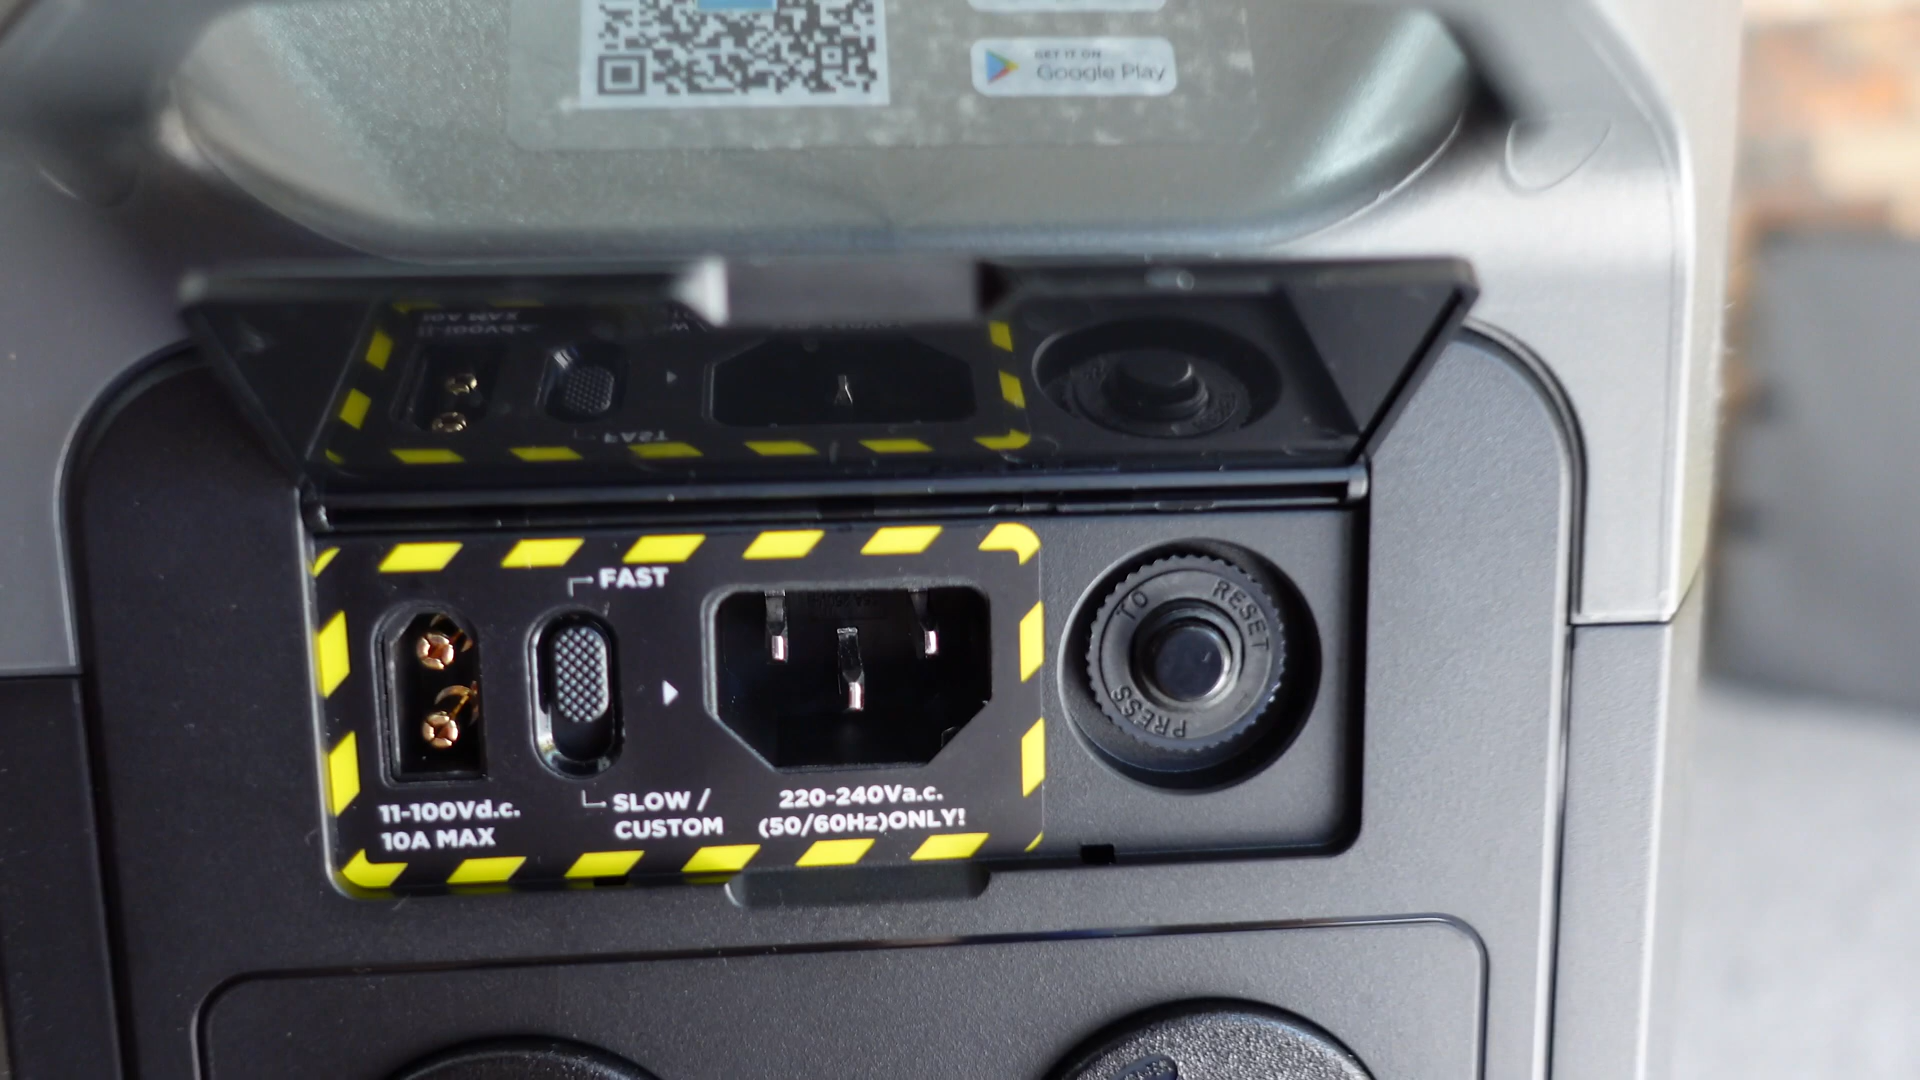 GET IT ON
Google Play
FAST
11-100Vd.c.
10A MAX
SLOW /
CUSTOM
220-240Va.c.
(50/60Hz)ONLY!
PRESS TO RESET